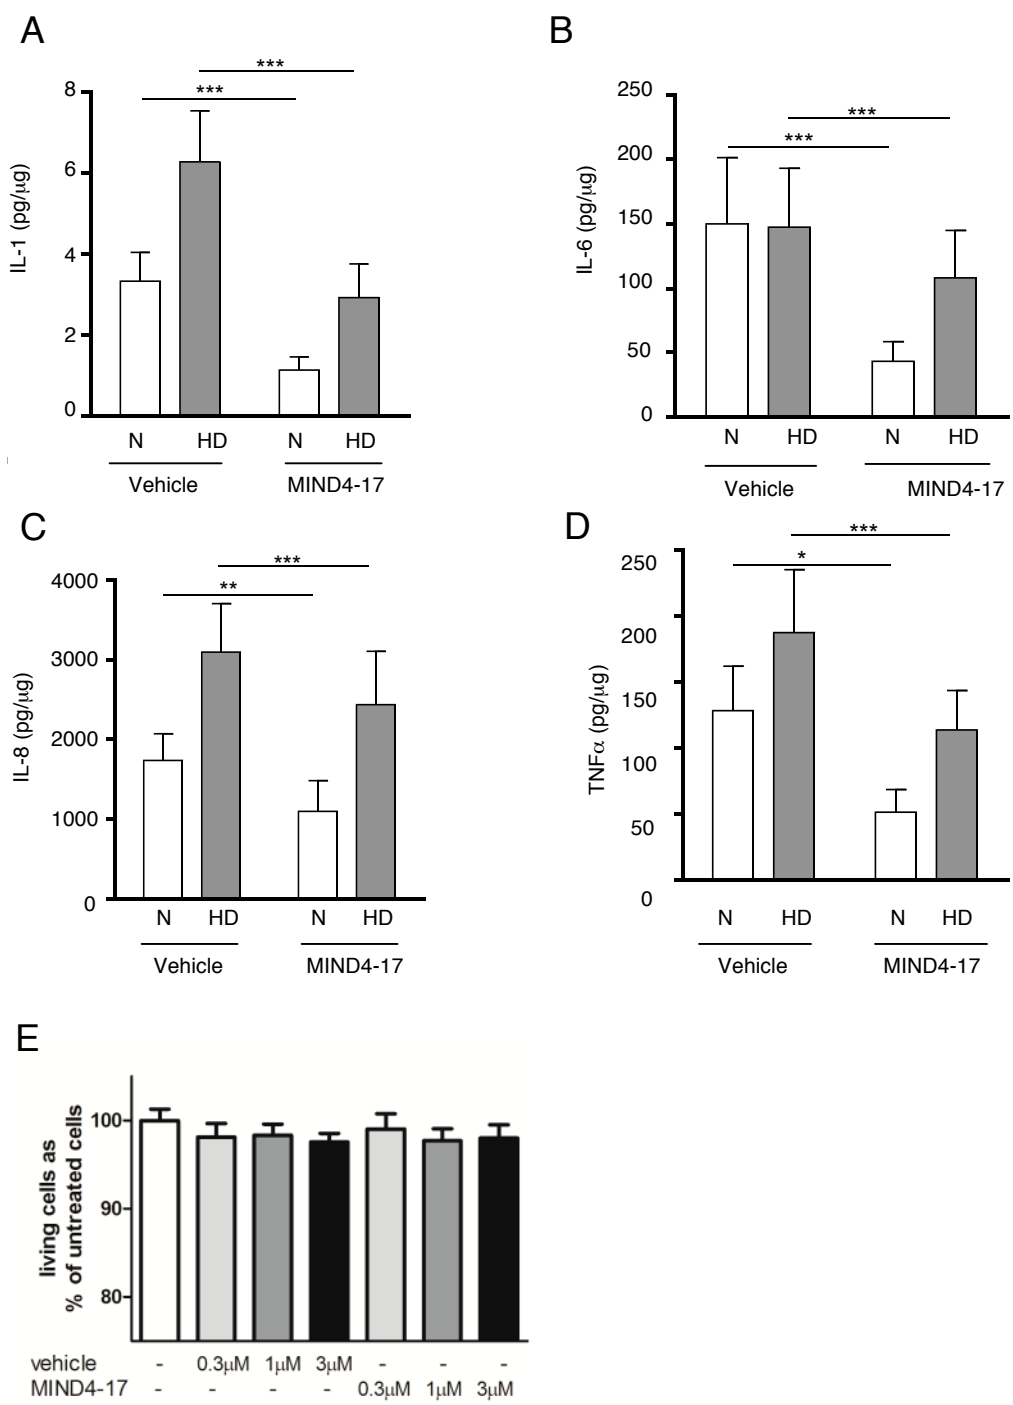 A
IL-1 (pg/μg)
8
6
4
2
0
***
***
N HD N HD
Vehicle MIND4-17
B
IL-6 (pg/μg)
250
200
150
100
50
0
***
***
N HD N HD
Vehicle MIND4-17
C
IL-8 (pg/μg)
4000
3000
2000
1000
0
***
**
N HD N HD
Vehicle MIND4-17
D
TNFα (pg/μg)
250
200
150
100
50
0
***
*
N HD N HD
Vehicle MIND4-17
E
living cells as
% of untreated cells
100
90
80
vehicle - 0.3μM 1μM 3μM - - -
MIND4-17 - - - - 0.3μM 1μM 3μM